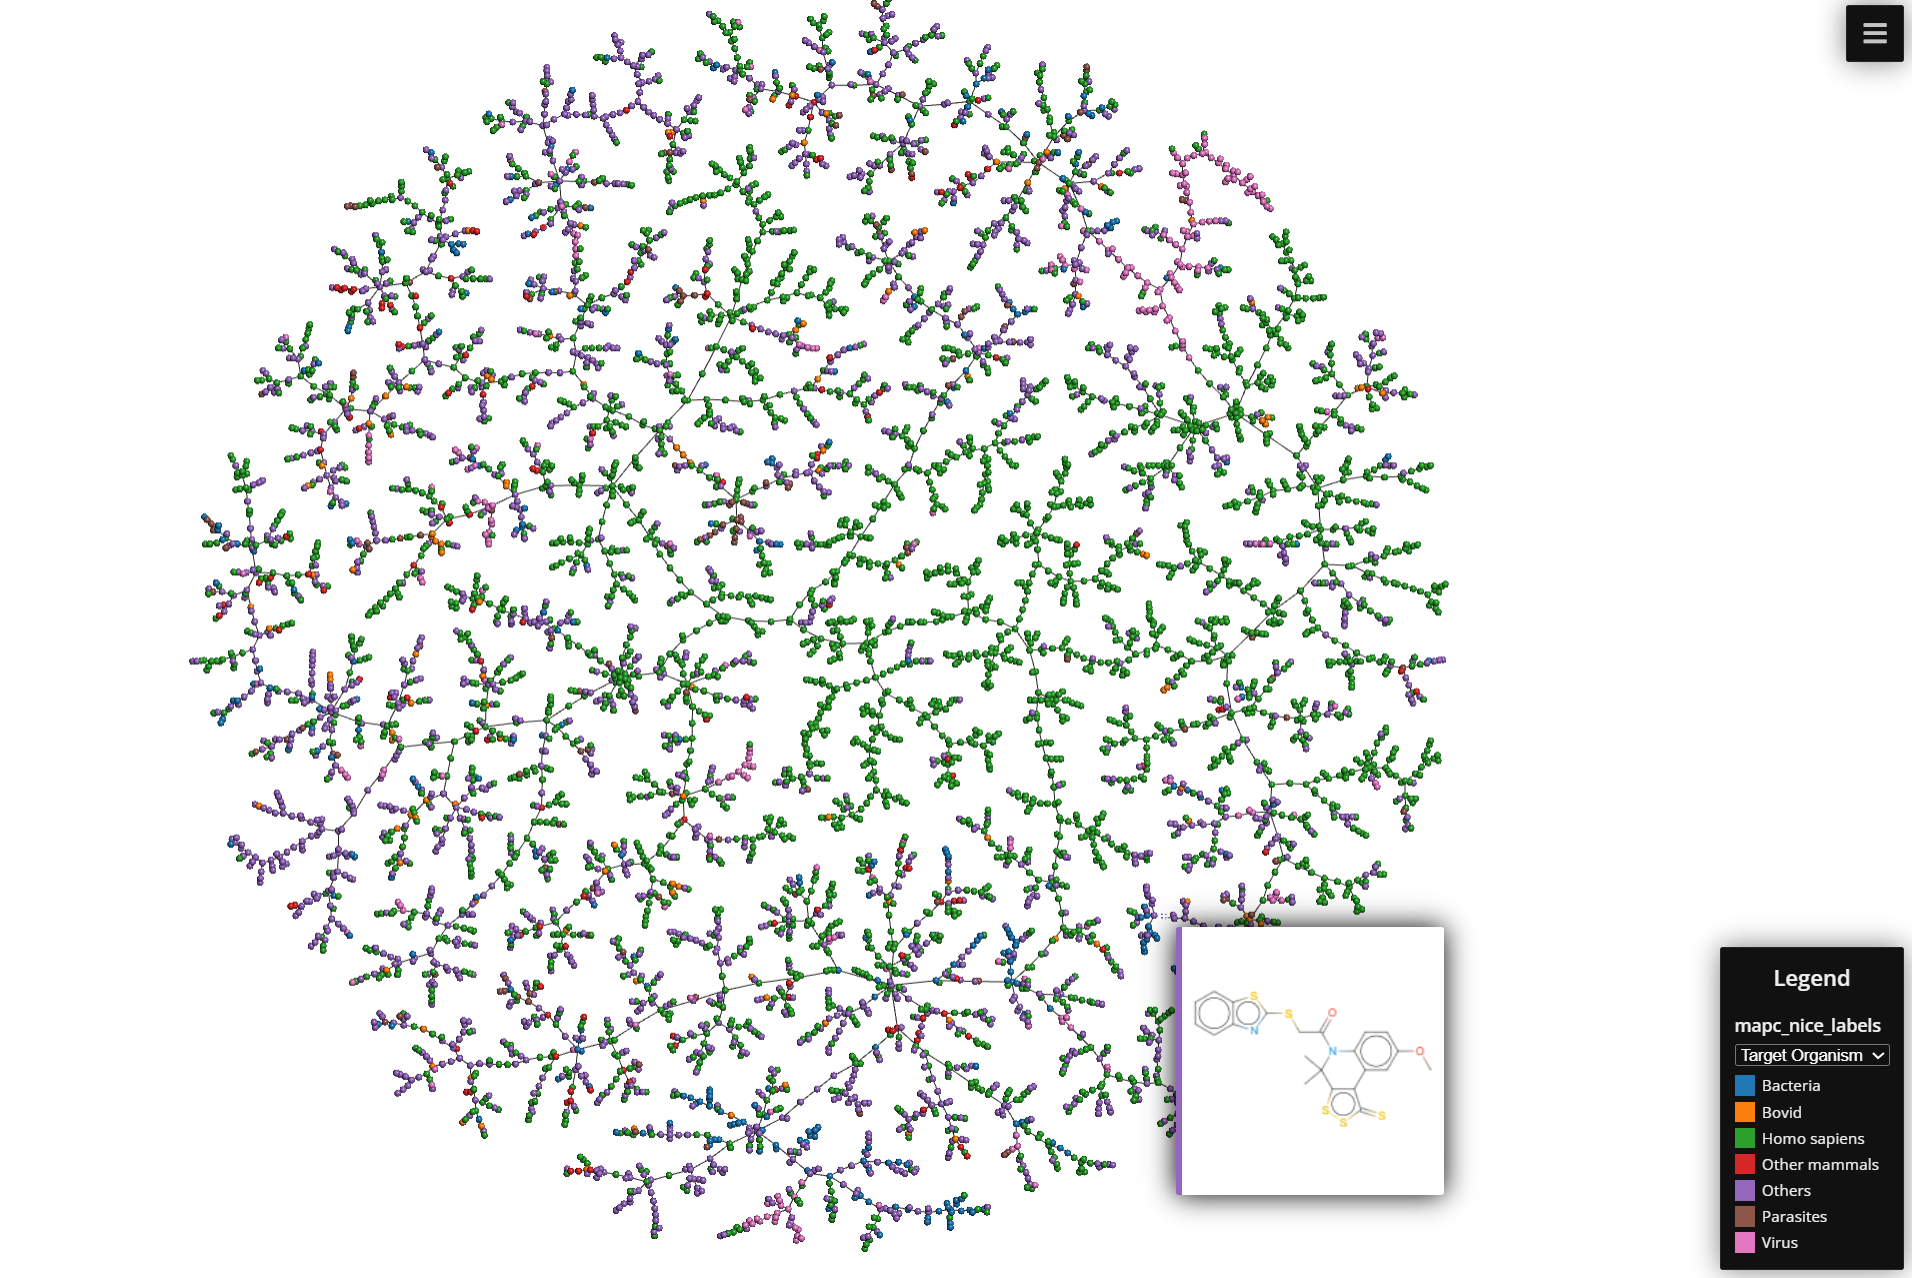 S
S
O
N
N
O
S
S
S
Legend
mapc_nice_labels
Target Organism
Bacteria
Bovid
Homo sapiens
Other mammals
Others
Parasites
Virus